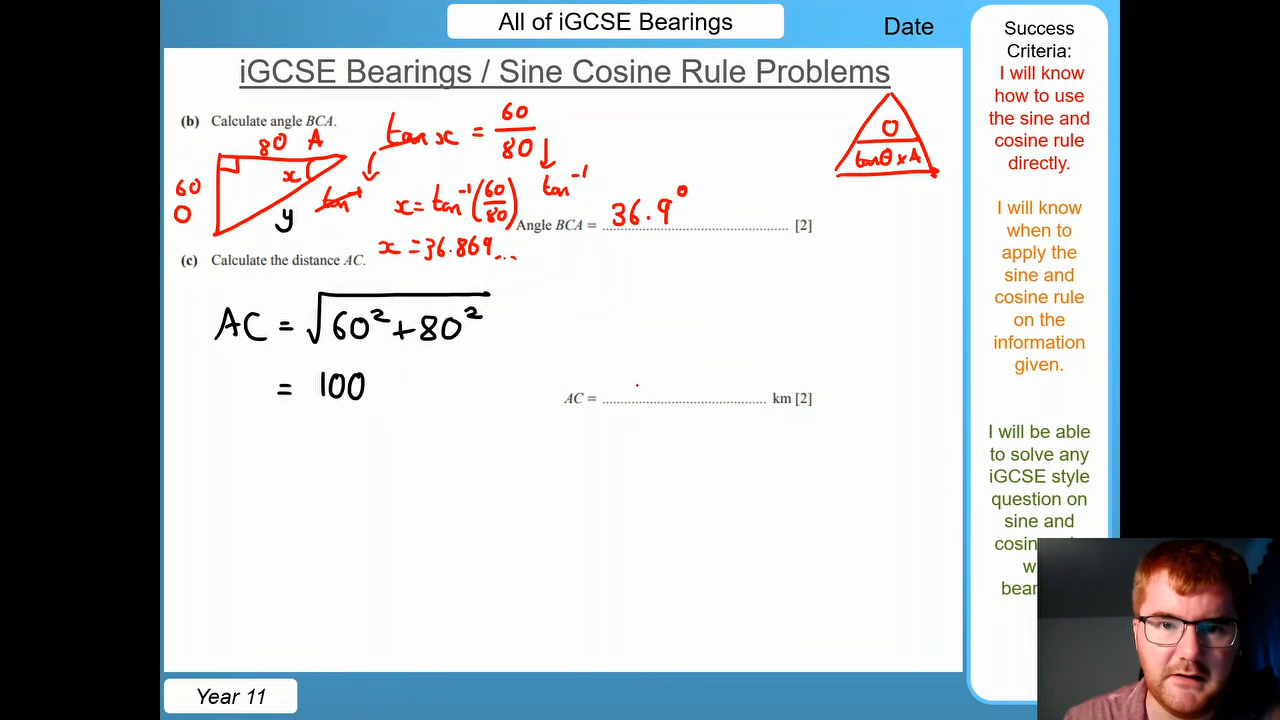 All of iGCSE Bearings
Date
iGCSE Bearings / Sine Cosine Rule Problems
(b) Calculate angle BCA.
80 A
60
O
x
y
tan⁻¹
tan x = 60/80
tan⁻¹
x = tan⁻¹(60/80)
x = 36.869...
Angle BCA = 36.9° [2]
O
tanθ × A
(c) Calculate the distance AC.
AC = √60² + 80²
= 100
AC = .......... km [2]
Success
Criteria:
I will know
how to use
the sine and
cosine rule
directly.
I will know
when to
apply the
sine and
cosine rule
on the
information
given.
I will be able
to solve any
iGCSE style
question on
sine and
cosin
w
bear
Year 11